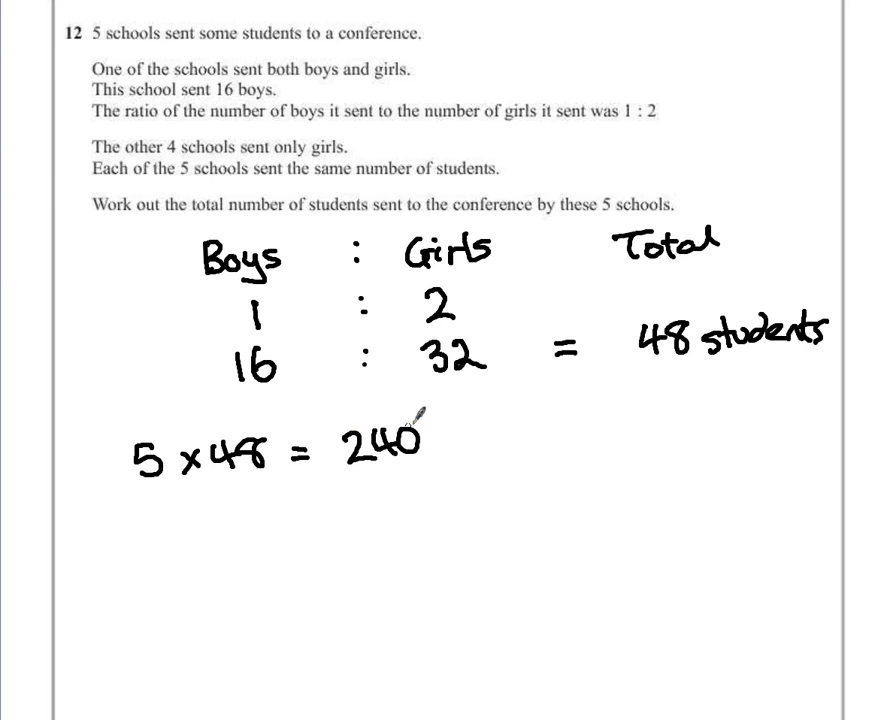 12 5 schools sent some students to a conference.
One of the schools sent both boys and girls.
This school sent 16 boys.
The ratio of the number of boys it sent to the number of girls it sent was 1 : 2
The other 4 schools sent only girls.
Each of the 5 schools sent the same number of students.
Work out the total number of students sent to the conference by these 5 schools.
Boys : Girls Total
1 : 2
16 : 32 = 48 students
5 x 48 = 240